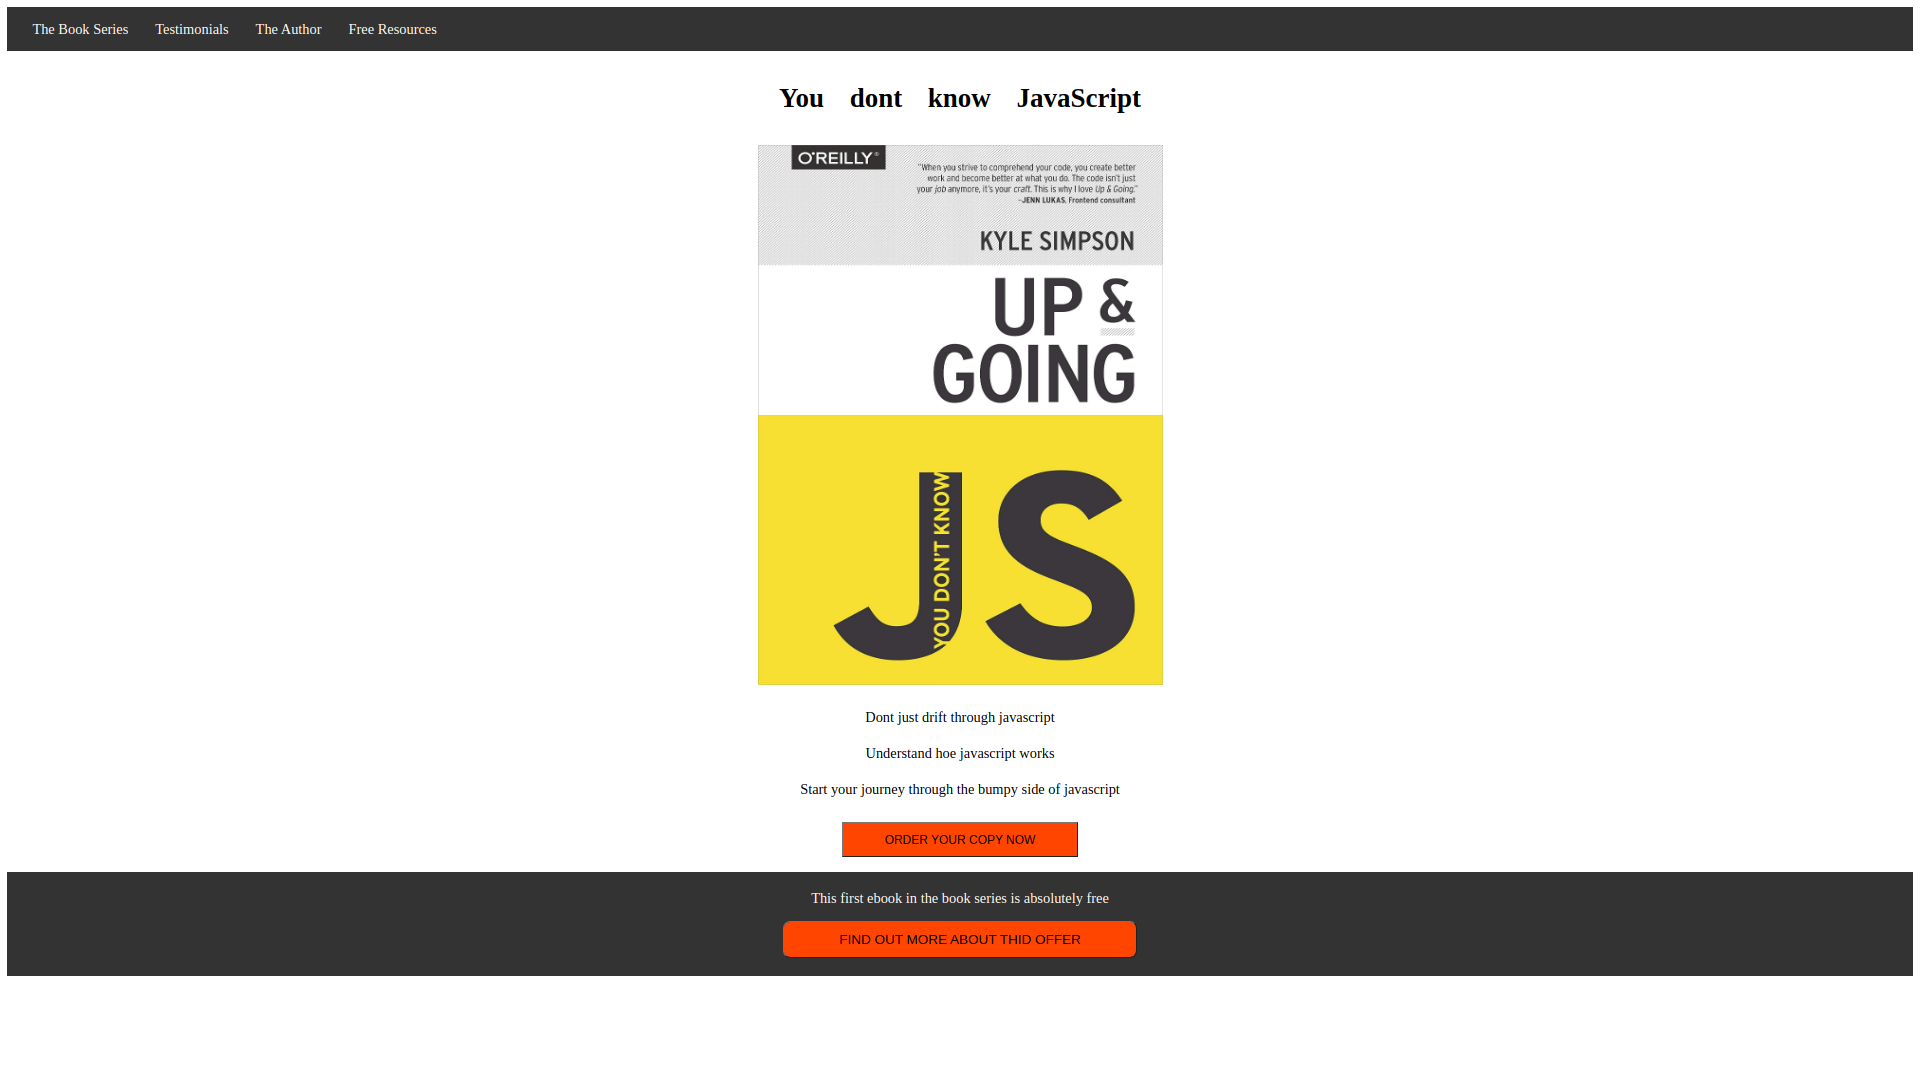 The Book Series Testimonials The Author Free Resources
You dont know JavaScript
O'REILLY®
"When you strive to comprehend your code, you create better
work and become better at what you do. The code isn't just
your job anymore, it's your craft. This is why I love Up & Going."
–JENN LUKAS, Frontend consultant
KYLE SIMPSON
UP &
GOING
YOU DON'T KNOW
JS
Dont just drift through javascript
Understand hoe javascript works
Start your journey through the bumpy side of javascript
ORDER YOUR COPY NOW
This first ebook in the book series is absolutely free
FIND OUT MORE ABOUT THID OFFER